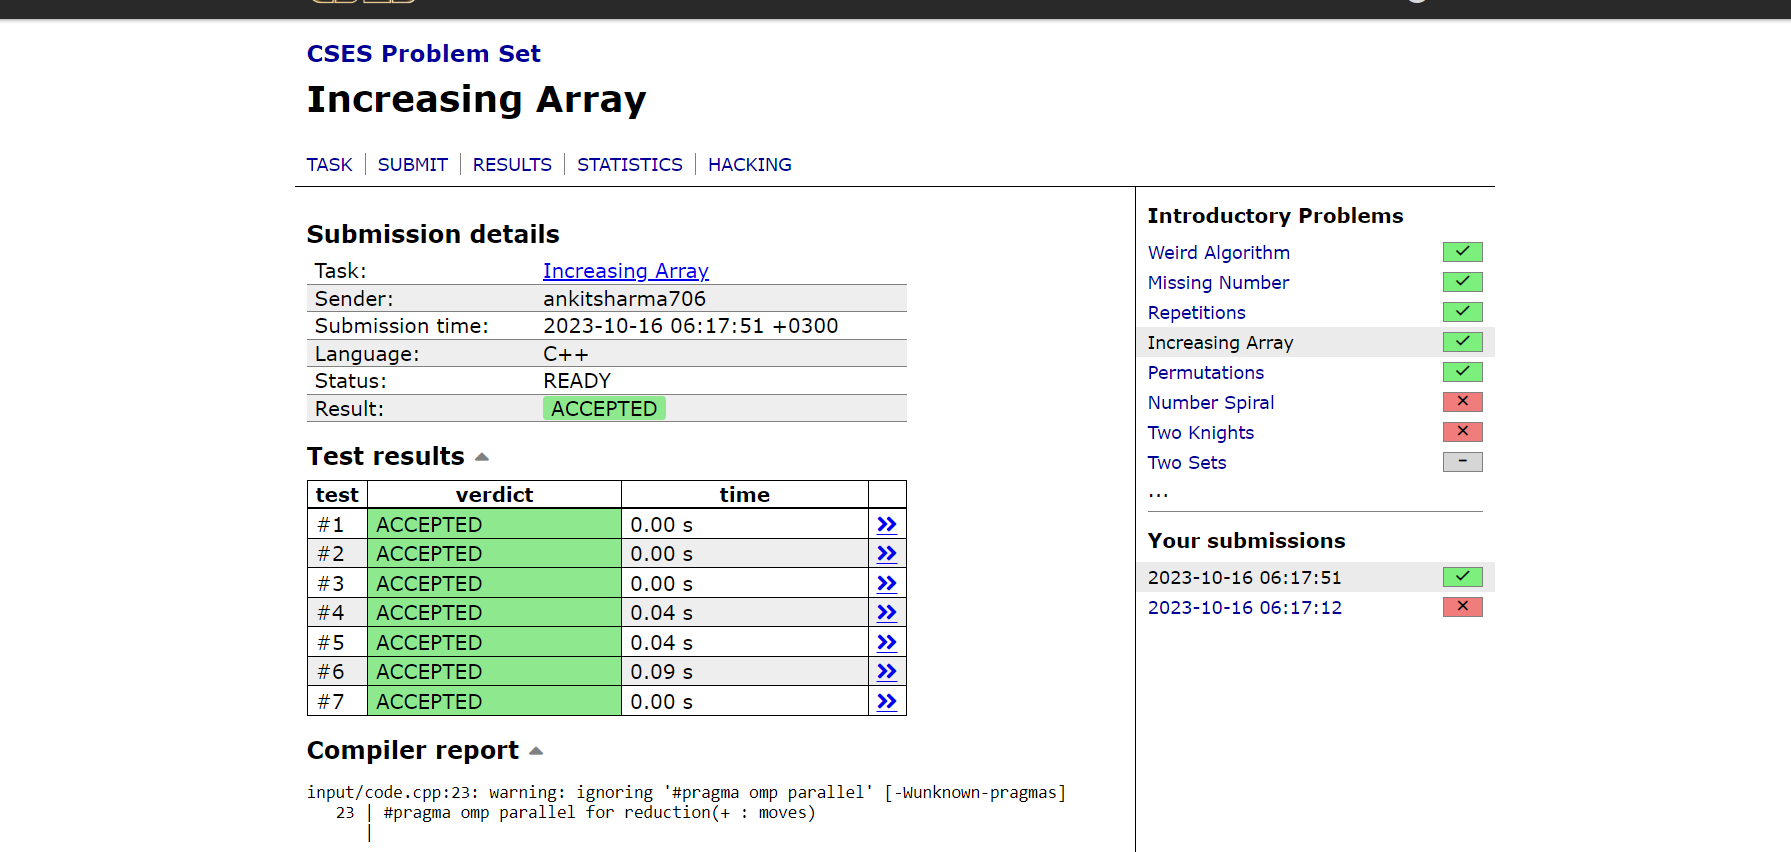 CSES Problem Set
Increasing Array
TASK | SUBMIT | RESULTS | STATISTICS | HACKING
Submission details
Task: Increasing Array
Sender: ankitsharma706
Submission time: 2023-10-16 06:17:51 +0300
Language: C++
Status: READY
Result: ACCEPTED
Test results
test verdict time
#1 ACCEPTED 0.00 s »
#2 ACCEPTED 0.00 s »
#3 ACCEPTED 0.00 s »
#4 ACCEPTED 0.04 s »
#5 ACCEPTED 0.04 s »
#6 ACCEPTED 0.09 s »
#7 ACCEPTED 0.00 s »
Compiler report
input/code.cpp:23: warning: ignoring '#pragma omp parallel' [-Wunknown-pragmas]
23 | #pragma omp parallel for reduction(+ : moves)
|
Introductory Problems
Weird Algorithm
Missing Number
Repetitions
Increasing Array
Permutations
Number Spiral
Two Knights
Two Sets –
...
Your submissions
2023-10-16 06:17:51
2023-10-16 06:17:12